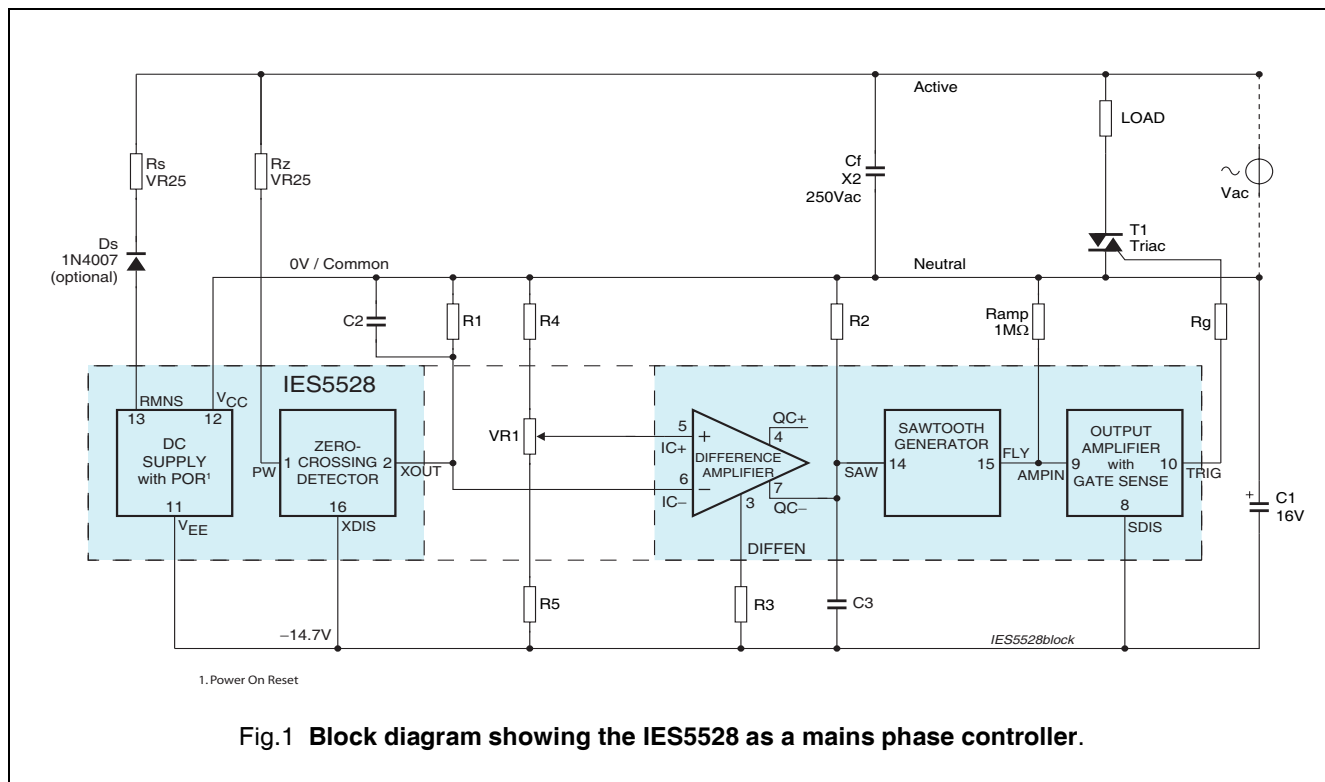 Active
LOAD
Rs
VR25
Rz
VR25
Cf
X2
250Vac
Vac
T1
Triac
Ds
1N4007
(optional)
0V / Common
Neutral
C2
R1
R4
R2
Ramp
1MΩ
Rg
IES5528
RMNS
13
VCC
12
DC
SUPPLY
with POR1
11
VEE
PW
1
ZERO-
CROSSING
DETECTOR
2
XOUT
16
XDIS
VR1
5
IC+
6
IC−
+
−
DIFFERENCE
AMPLIFIER
QC+
4
7
QC−
3
DIFFEN
SAW
14
SAWTOOTH
GENERATOR
15
FLY
AMPIN
9
OUTPUT
AMPLIFIER
with
GATE SENSE
10
TRIG
8
SDIS
+
C1
16V
R5
R3
C3
−14.7V
IES5528block
1. Power On Reset
Fig.1 Block diagram showing the IES5528 as a mains phase controller.